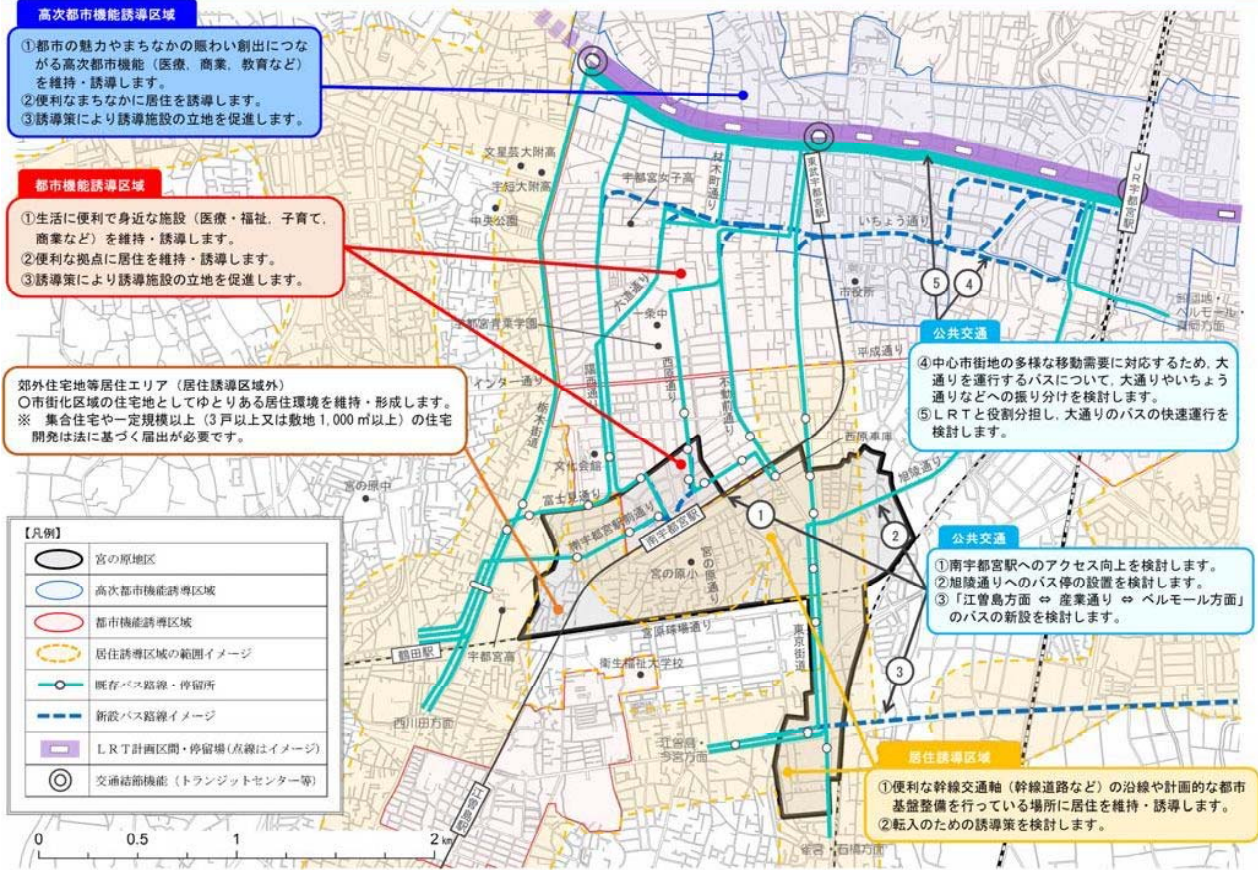 高次都市機能誘導区域
①都市の魅力やまちなかの賑わい創出につな
がる高次都市機能（医療，商業，教育など）
を維持・誘導します。
②便利なまちなかに居住を誘導します。
③誘導策により誘導施設の立地を促進します。
都市機能誘導区域
①生活に便利で身近な施設（医療・福祉，子育て，
商業など）を維持・誘導します。
②便利な拠点に居住を維持・誘導します。
③誘導策により誘導施設の立地を促進します。
郊外住宅地等居住エリア（居住誘導区域外）
〇市街化区域の住宅地としてゆとりある居住環境を維持・形成します。
※　集合住宅や一定規模以上（3戸以上又は敷地1,000㎡以上）の住宅
開発は法に基づく届出が必要です。
【凡例】
宮の原地区
高次都市機能誘導区域
都市機能誘導区域
居住誘導区域の範囲イメージ
既存バス路線・停留所
新設バス路線イメージ
ＬＲＴ計画区間・停留場(点線はイメージ)
交通結節機能（トランジットセンター等）
0
0.5
1
2 km
文星芸大附高
宇短大附高
中央公園
宇都宮女子高
材木町通り
東武宇都宮駅
ＪＲ宇都宮駅
いちょう通り
市役所
⑤
④
卸団地・
ベルモール・
真岡方面
大道通り
一条中
宇都宮青葉学園
インター通り
陽西通り
西原通り
不動前通り
平成通り
栃木街道
文化会館
西原車庫
旭陵通り
宮の原中
富士見通り
南宇都宮駅前通り
南宇都宮駅
①
②
宮の原小
宮の原通り
宮原球場通り
東京街道
鶴田駅
宇都宮高
衛生福祉大学校
③
西川田方面
江曽島・
今宮方面
江曽島駅
雀宮・石橋方面
公共交通
④中心市街地の多様な移動需要に対応するため，大
通りを運行するバスについて，大通りやいちょう
通りなどへの振り分けを検討します。
⑤ＬＲＴと役割分担し，大通りのバスの快速運行を
検討します。
公共交通
①南宇都宮駅へのアクセス向上を検討します。
②旭陵通りへのバス停の設置を検討します。
③「江曽島方面 ⇔ 産業通り ⇔ ベルモール方面」
のバスの新設を検討します。
居住誘導区域
①便利な幹線交通軸（幹線道路など）の沿線や計画的な都市
基盤整備を行っている場所に居住を維持・誘導します。
②転入のための誘導策を検討します。